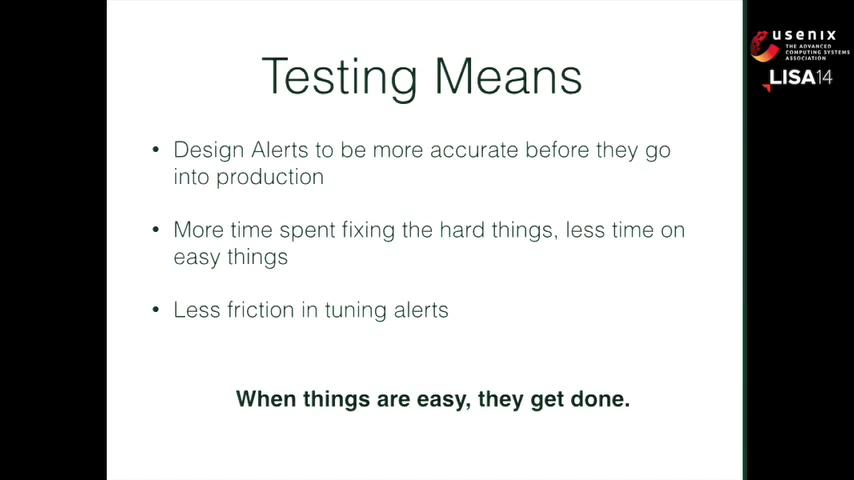 Testing Means
• Design Alerts to be more accurate before they go
into production
• More time spent fixing the hard things, less time on
easy things
• Less friction in tuning alerts
When things are easy, they get done.
usenix
THE ADVANCED
COMPUTING SYSTEMS
ASSOCIATION
LISA14